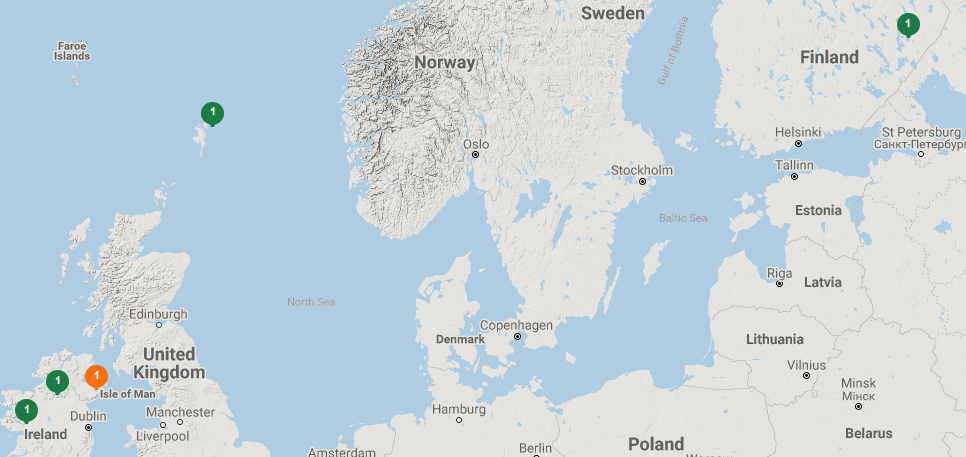 Sweden
1
Faroe
Islands
Norway
Gulf of Bothnia
Finland
1
Helsinki
St Petersburg
Санкт-Петербург
Oslo
Tallinn
Stockholm
Estonia
Baltic Sea
Riga
Latvia
North Sea
Edinburgh
Copenhagen
Denmark
Lithuania
United
Kingdom
Vilnius
1
1
Isle of Man
Minsk
Мінск
1
Dublin
Manchester
Hamburg
Ireland
Liverpool
Belarus
Poland
Amsterdam
Berlin
Warsaw